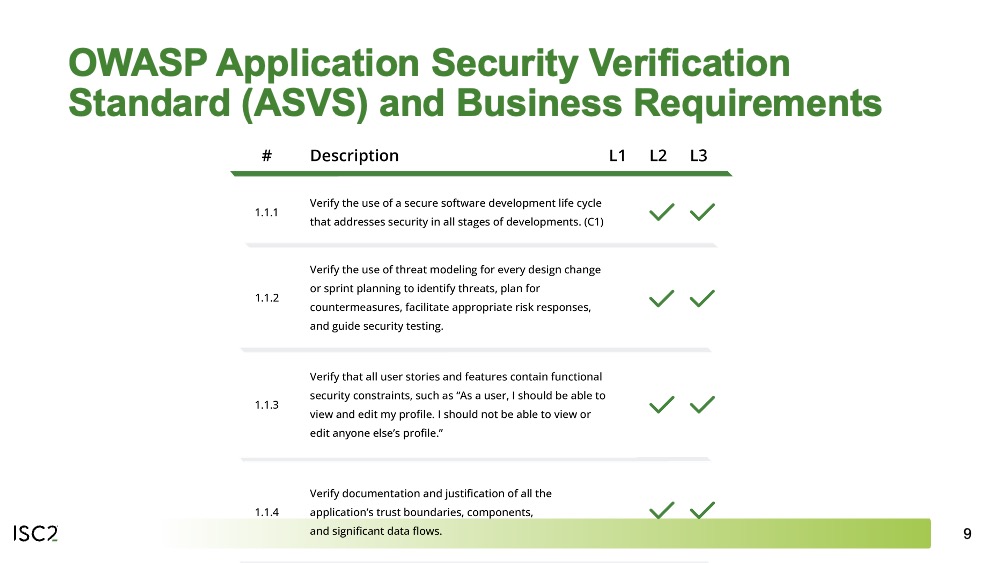 OWASP Application Security Verification
Standard (ASVS) and Business Requirements
# Description L1 L2 L3
1.1.1
Verify the use of a secure software development life cycle
that addresses security in all stages of developments. (C1)
1.1.2
Verify the use of threat modeling for every design change
or sprint planning to identify threats, plan for
countermeasures, facilitate appropriate risk responses,
and guide security testing.
1.1.3
Verify that all user stories and features contain functional
security constraints, such as “As a user, I should be able to
view and edit my profile. I should not be able to view or
edit anyone else’s profile.”
1.1.4
Verify documentation and justification of all the
application’s trust boundaries, components,
and significant data flows.
ISC2
9